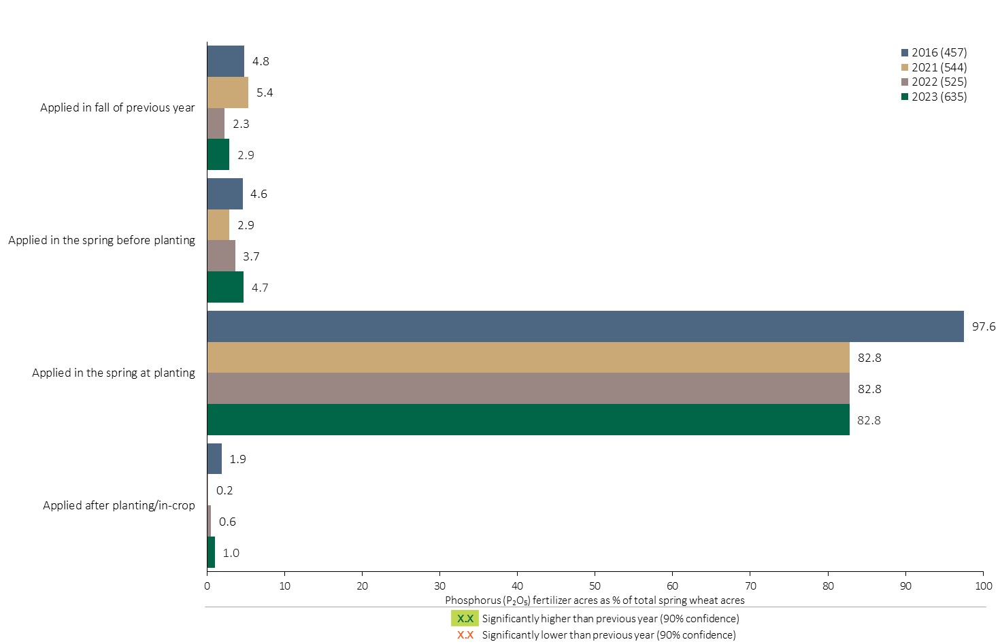 2016 (457)
2021 (544)
2022 (525)
2023 (635)
Applied in fall of previous year
4.8
5.4
2.3
2.9
Applied in the spring before planting
4.6
2.9
3.7
4.7
Applied in the spring at planting
97.6
82.8
82.8
82.8
Applied after planting/in-crop
1.9
0.2
0.6
1.0
0 10 20 30 40 50 60 70 80 90 100
Phosphorus (P₂O₅) fertilizer acres as % of total spring wheat acres
X.X Significantly higher than previous year (90% confidence)
X.X Significantly lower than previous year (90% confidence)